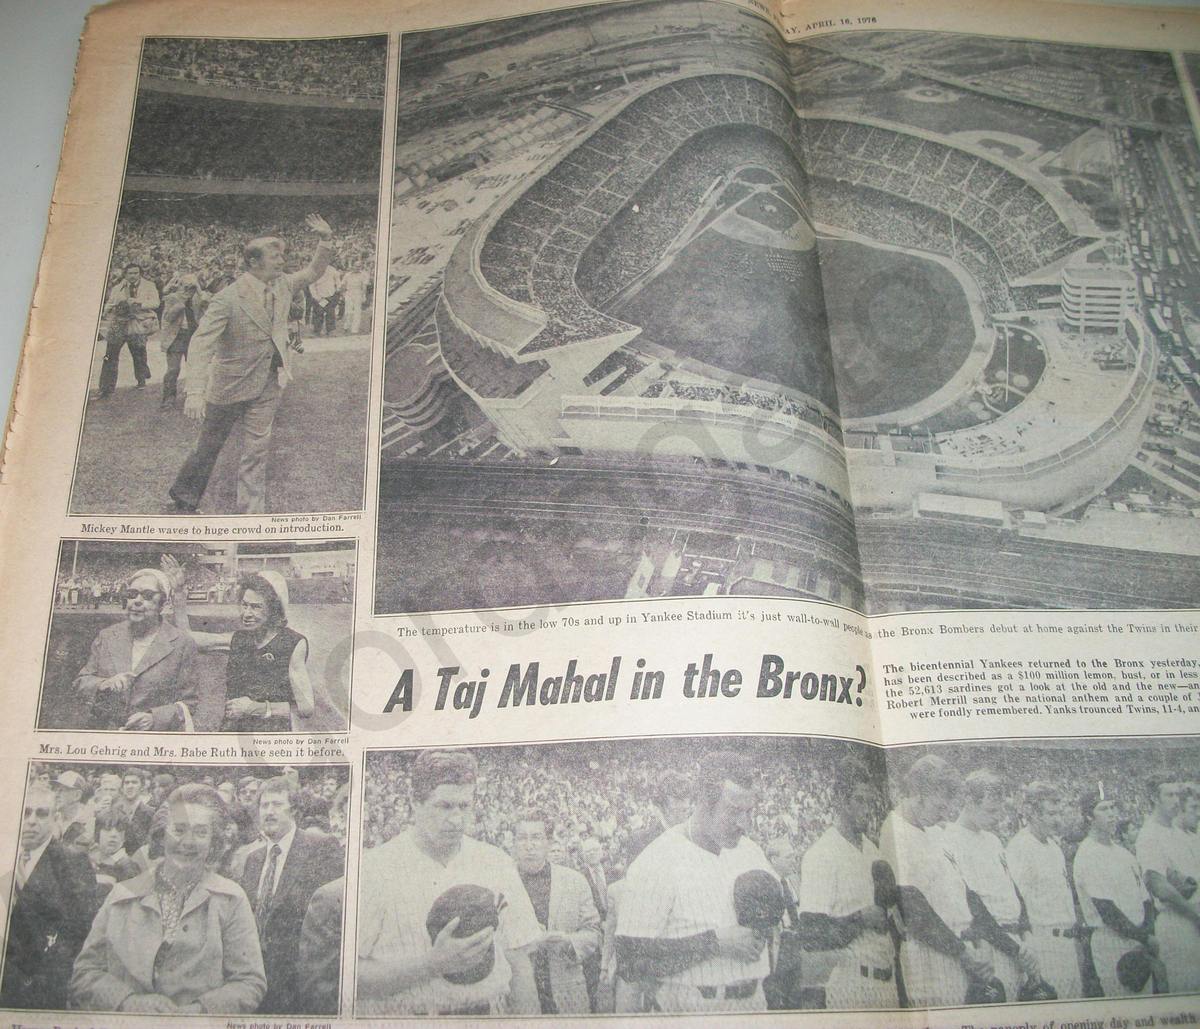 AY, APRIL 16, 1976
News photo by Dan Farrell
Mickey Mantle waves to huge crowd on introduction.
The temperature is in the low 70s and up in Yankee Stadium it's just wall-to-wall people as the Bronx Bombers debut at home against the Twins in their
A Taj Mahal in the Bronx?
The bicentennial Yankees returned to the Bronx yesterday,
has been described as a $100 million lemon, bust, or in less
the 52,613 sardines got a look at the old and the new—an
Robert Merrill sang the national anthem and a couple of
were fondly remembered. Yanks trounced Twins, 11-4, an
News photo by Dan Farrell
Mrs. Lou Gehrig and Mrs. Babe Ruth have seen it before.
News photo by Dan Farrell
of opening day and wealth